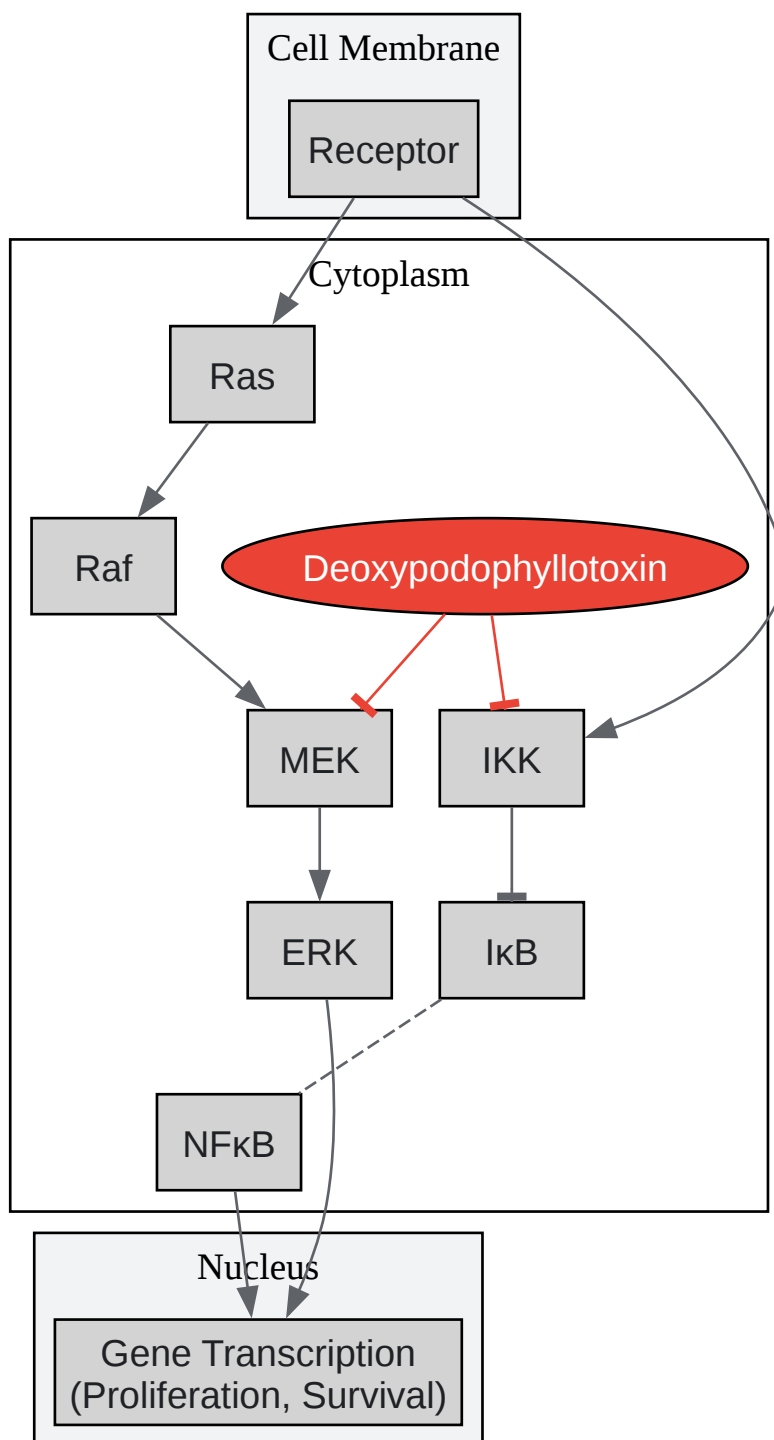 Cell Membrane
Receptor
Cytoplasm
Ras
Raf
Deoxypodophyllotoxin
MEK
IKK
ERK
IκB
NFκB
Nucleus
Gene Transcription
(Proliferation, Survival)